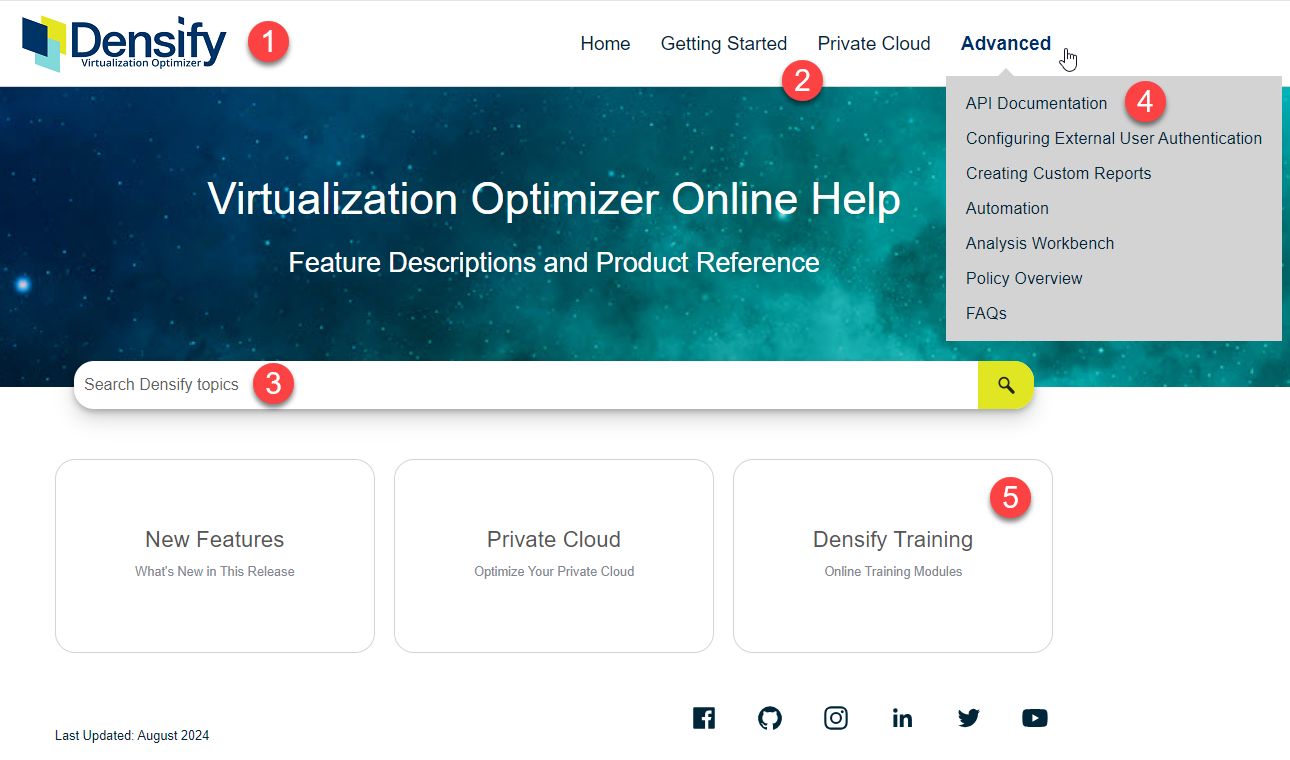 Densify
Virtualization Optimizer
1
Home Getting Started Private Cloud Advanced
2
API Documentation 4
Configuring External User Authentication
Creating Custom Reports
Automation
Analysis Workbench
Policy Overview
FAQs
Virtualization Optimizer Online Help
Feature Descriptions and Product Reference
Search Densify topics 3
5
New Features
What's New in This Release
Private Cloud
Optimize Your Private Cloud
Densify Training
Online Training Modules
Last Updated: August 2024